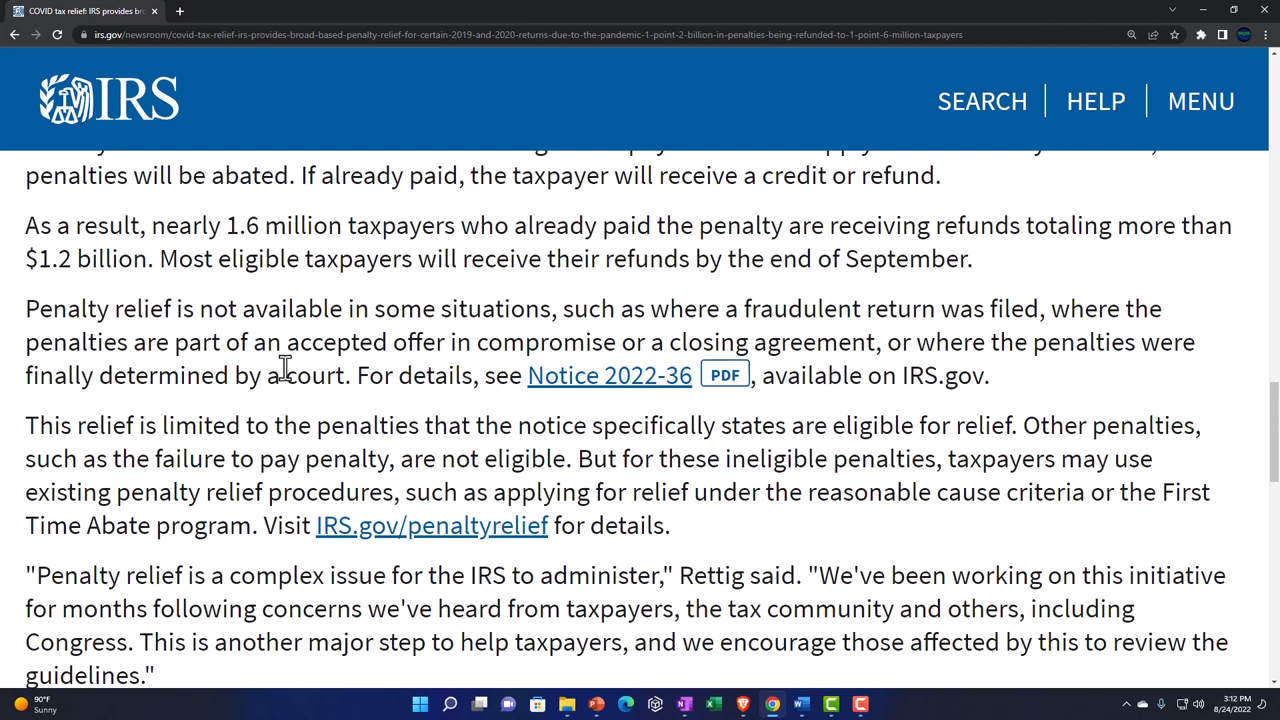 COVID tax relief: IRS provides bro
irs.gov/newsroom/covid-tax-relief-irs-provides-broad-based-penalty-relief-for-certain-2019-and-2020-returns-due-to-the-pandemic-1-point-2-billion-in-penalties-being-refunded-to-1-point-6-million-taxpayers
IRS
SEARCH HELP MENU
penalties will be abated. If already paid, the taxpayer will receive a credit or refund.
As a result, nearly 1.6 million taxpayers who already paid the penalty are receiving refunds totaling more than
$1.2 billion. Most eligible taxpayers will receive their refunds by the end of September.
Penalty relief is not available in some situations, such as where a fraudulent return was filed, where the
penalties are part of an accepted offer in compromise or a closing agreement, or where the penalties were
finally determined by a court. For details, see Notice 2022-36 PDF, available on IRS.gov.
This relief is limited to the penalties that the notice specifically states are eligible for relief. Other penalties,
such as the failure to pay penalty, are not eligible. But for these ineligible penalties, taxpayers may use
existing penalty relief procedures, such as applying for relief under the reasonable cause criteria or the First
Time Abate program. Visit IRS.gov/penaltyrelief for details.
"Penalty relief is a complex issue for the IRS to administer," Rettig said. "We've been working on this initiative
for months following concerns we've heard from taxpayers, the tax community and others, including
Congress. This is another major step to help taxpayers, and we encourage those affected by this to review the
guidelines."
90°F
Sunny
3:12 PM
8/24/2022